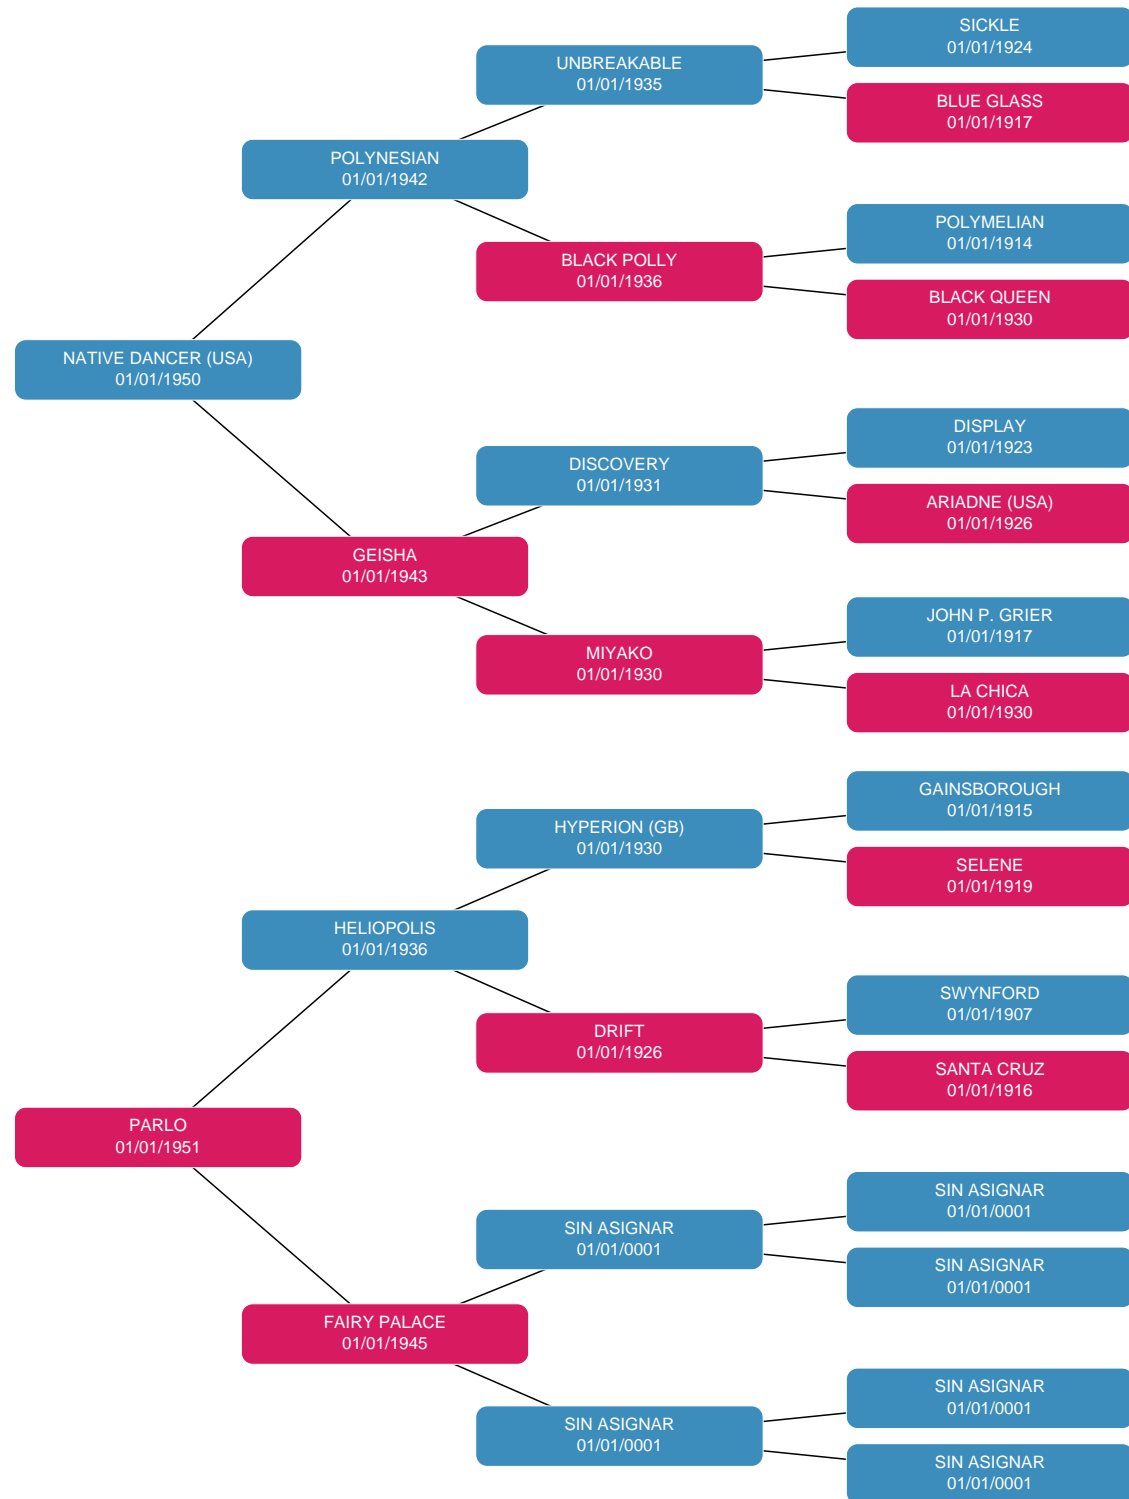 SICKLE
01/01/1924
UNBREAKABLE
01/01/1935
BLUE GLASS
01/01/1917
POLYNESIAN
01/01/1942
POLYMELIAN
01/01/1914
BLACK POLLY
01/01/1936
BLACK QUEEN
01/01/1930
NATIVE DANCER (USA)
01/01/1950
DISPLAY
01/01/1923
DISCOVERY
01/01/1931
ARIADNE (USA)
01/01/1926
GEISHA
01/01/1943
JOHN P. GRIER
01/01/1917
MIYAKO
01/01/1930
LA CHICA
01/01/1930
GAINSBOROUGH
01/01/1915
HYPERION (GB)
01/01/1930
SELENE
01/01/1919
HELIOPOLIS
01/01/1936
SWYNFORD
01/01/1907
DRIFT
01/01/1926
SANTA CRUZ
01/01/1916
PARLO
01/01/1951
SIN ASIGNAR
01/01/0001
SIN ASIGNAR
01/01/0001
SIN ASIGNAR
01/01/0001
FAIRY PALACE
01/01/1945
SIN ASIGNAR
01/01/0001
SIN ASIGNAR
01/01/0001
SIN ASIGNAR
01/01/0001